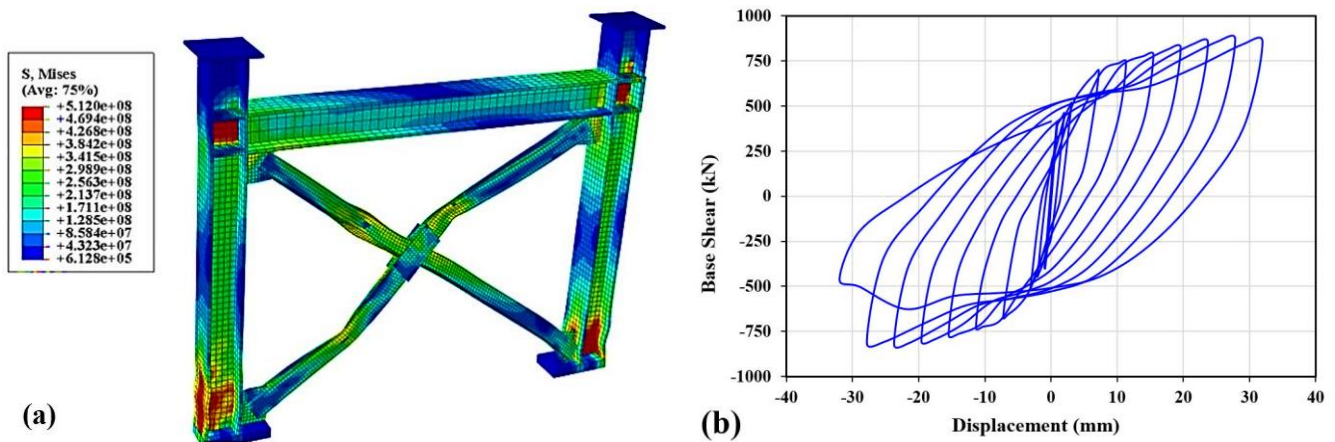 S, Mises
(Avg: 75%)
+5.120e+08
+4.694e+08
+4.268e+08
+3.842e+08
+3.415e+08
+2.989e+08
+2.563e+08
+2.137e+08
+1.711e+08
+1.285e+08
+8.584e+07
+4.323e+07
+6.128e+05
(a)
1000
750
500
250
0
-250
-500
-750
-1000
Base Shear (kN)
-40 -30 -20 -10 0 10 20 30 40
Displacement (mm)
(b)